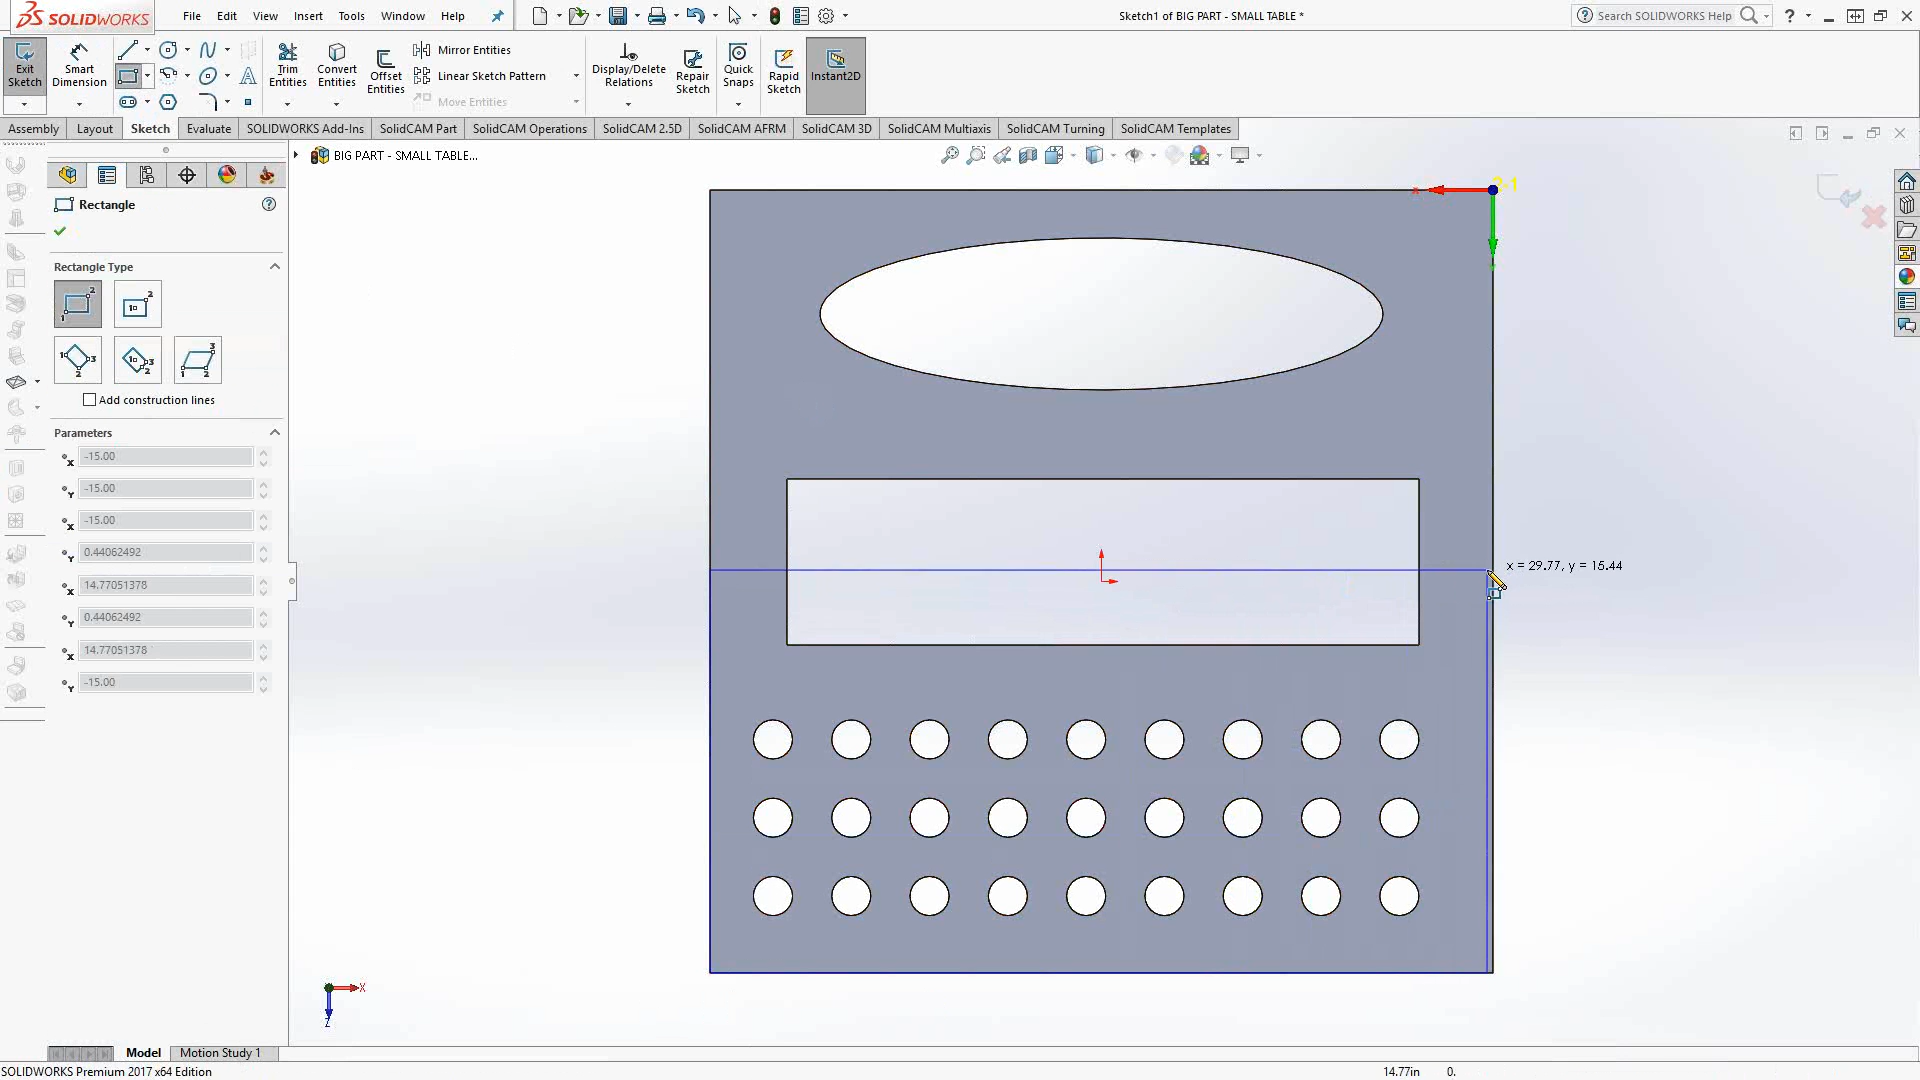 SOLIDWORKS
File Edit View Insert Tools Window Help
Sketch1 of BIG PART - SMALL TABLE *
Search SOLIDWORKS Help
Exit Sketch
Smart Dimension
Trim Entities
Convert Entities
Offset Entities
Mirror Entities
Linear Sketch Pattern
Move Entities
Display/Delete Relations
Repair Sketch
Quick Snaps
Rapid Sketch
Instant2D
Assembly Layout Sketch Evaluate SOLIDWORKS Add-Ins SolidCAM Part SolidCAM Operations SolidCAM 2.5D SolidCAM AFRM SolidCAM 3D SolidCAM Multiaxis SolidCAM Turning SolidCAM Templates
BIG PART - SMALL TABLE...
Rectangle
Rectangle Type
Add construction lines
Parameters
X -15.00
Y -15.00
X -15.00
Y 0.44062492
X 14.77051378
Y 0.44062492
X 14.77051378
Y -15.00
x = 29.77, y = 15.44
X
Z
Model Motion Study 1
SOLIDWORKS Premium 2017 x64 Edition
14.77in 0.